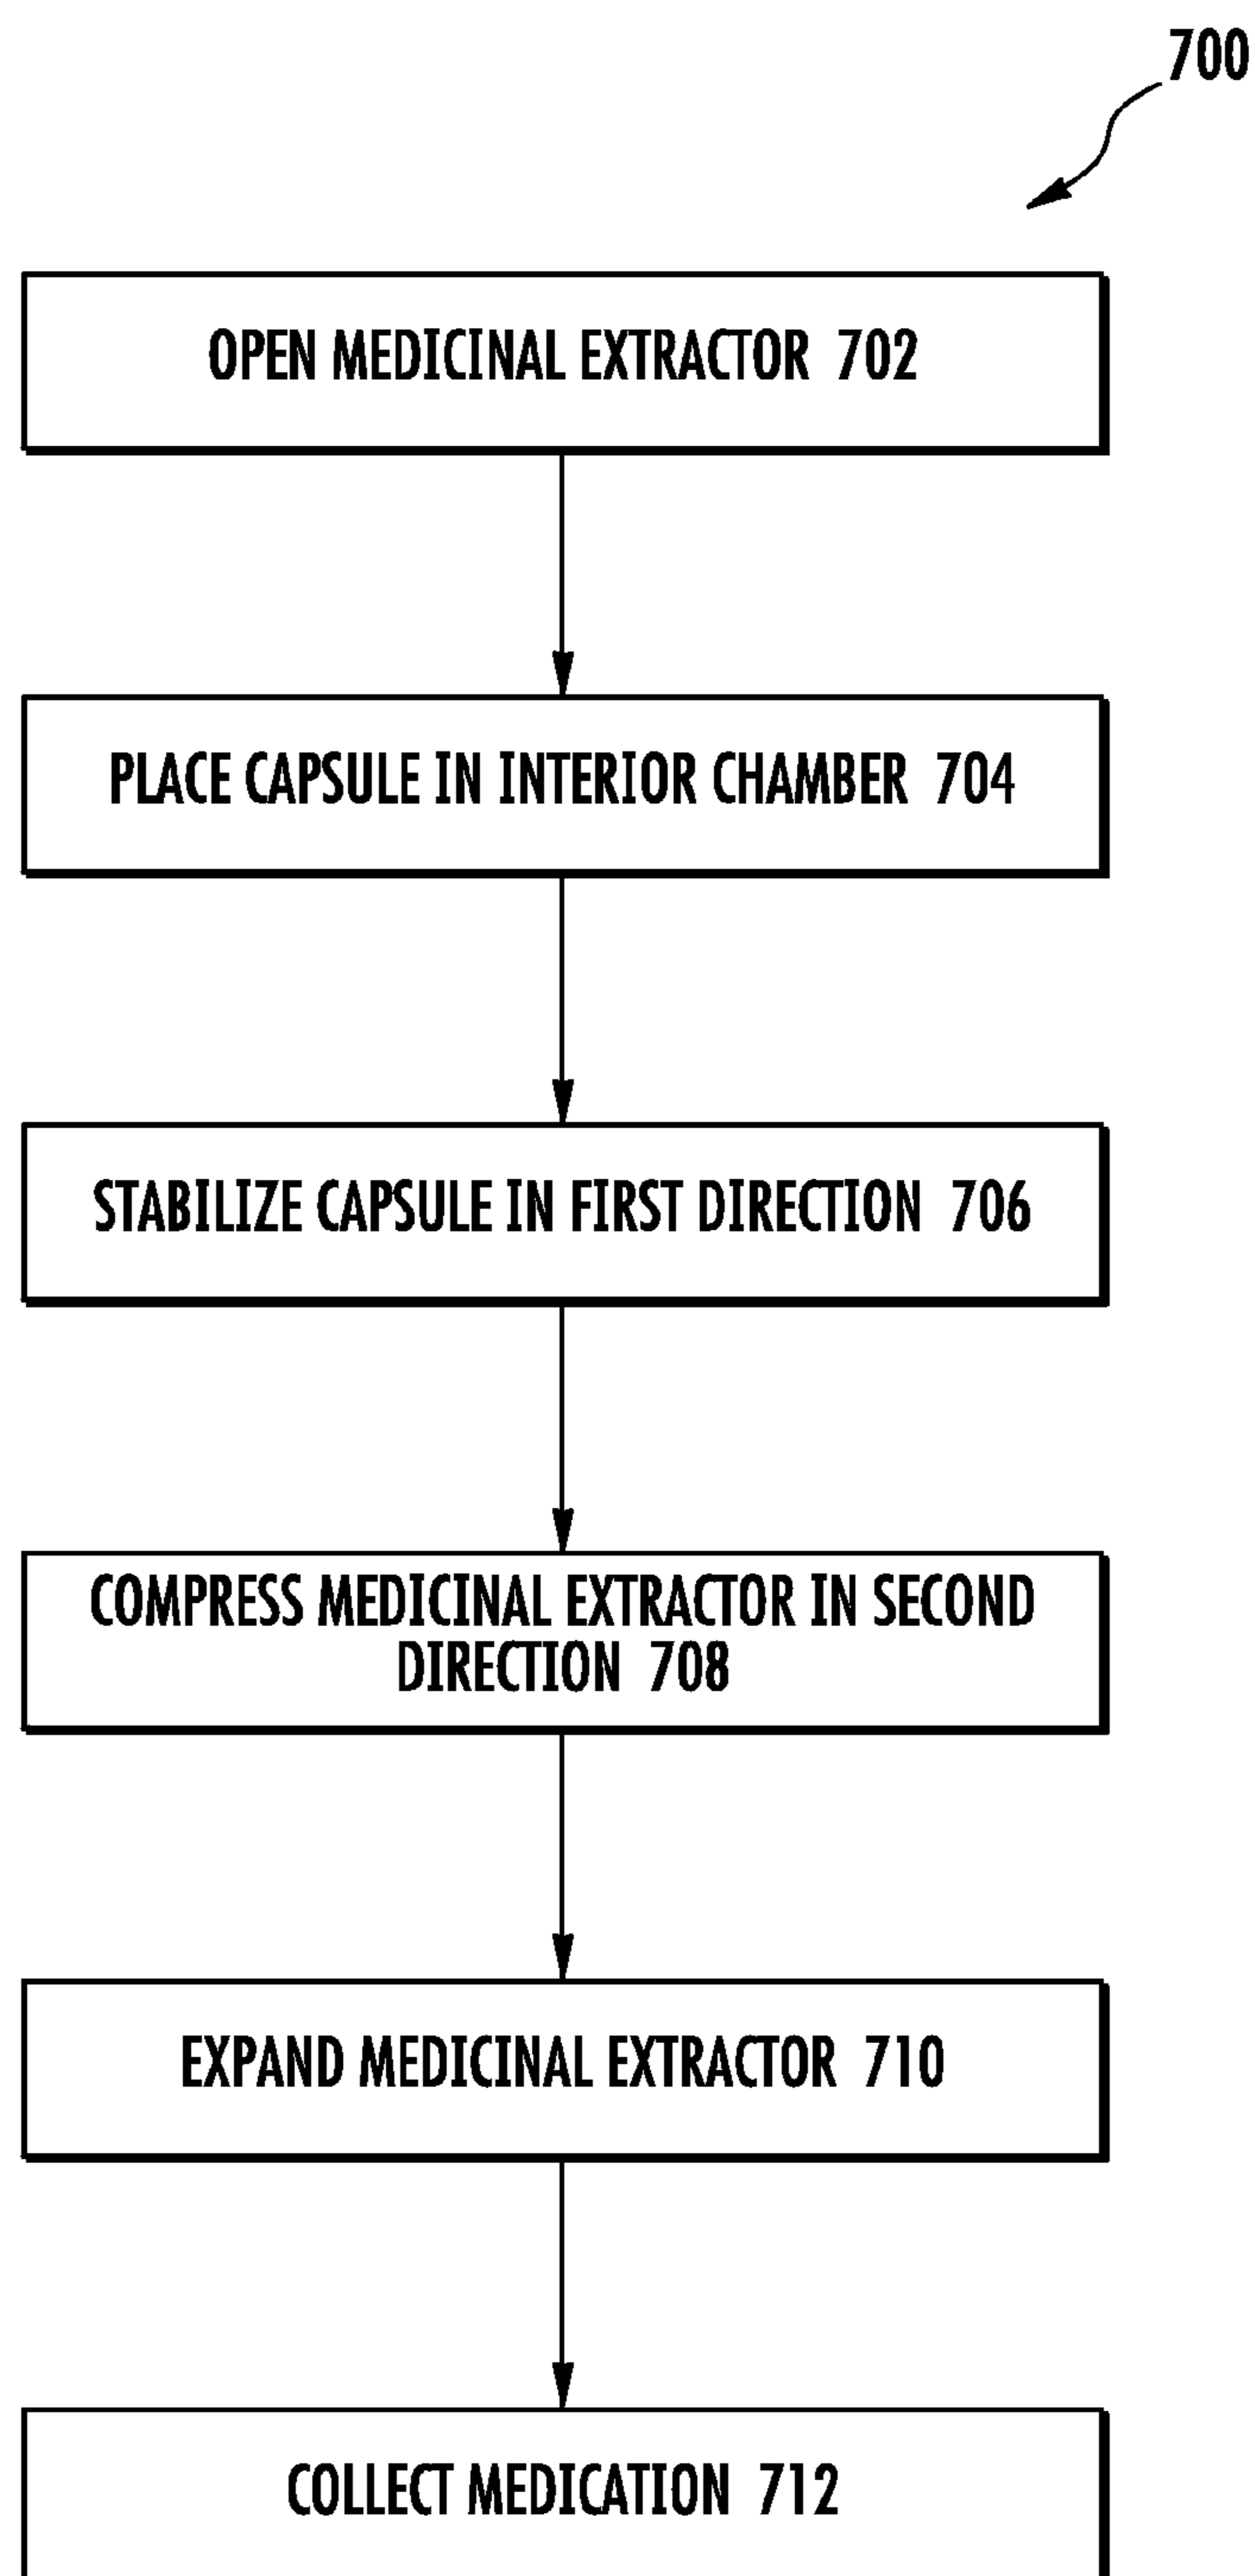 700
OPEN MEDICINAL EXTRACTOR 702
PLACE CAPSULE IN INTERIOR CHAMBER 704
STABILIZE CAPSULE IN FIRST DIRECTION 706
COMPRESS MEDICINAL EXTRACTOR IN SECOND
DIRECTION 708
EXPAND MEDICINAL EXTRACTOR 710
COLLECT MEDICATION 712